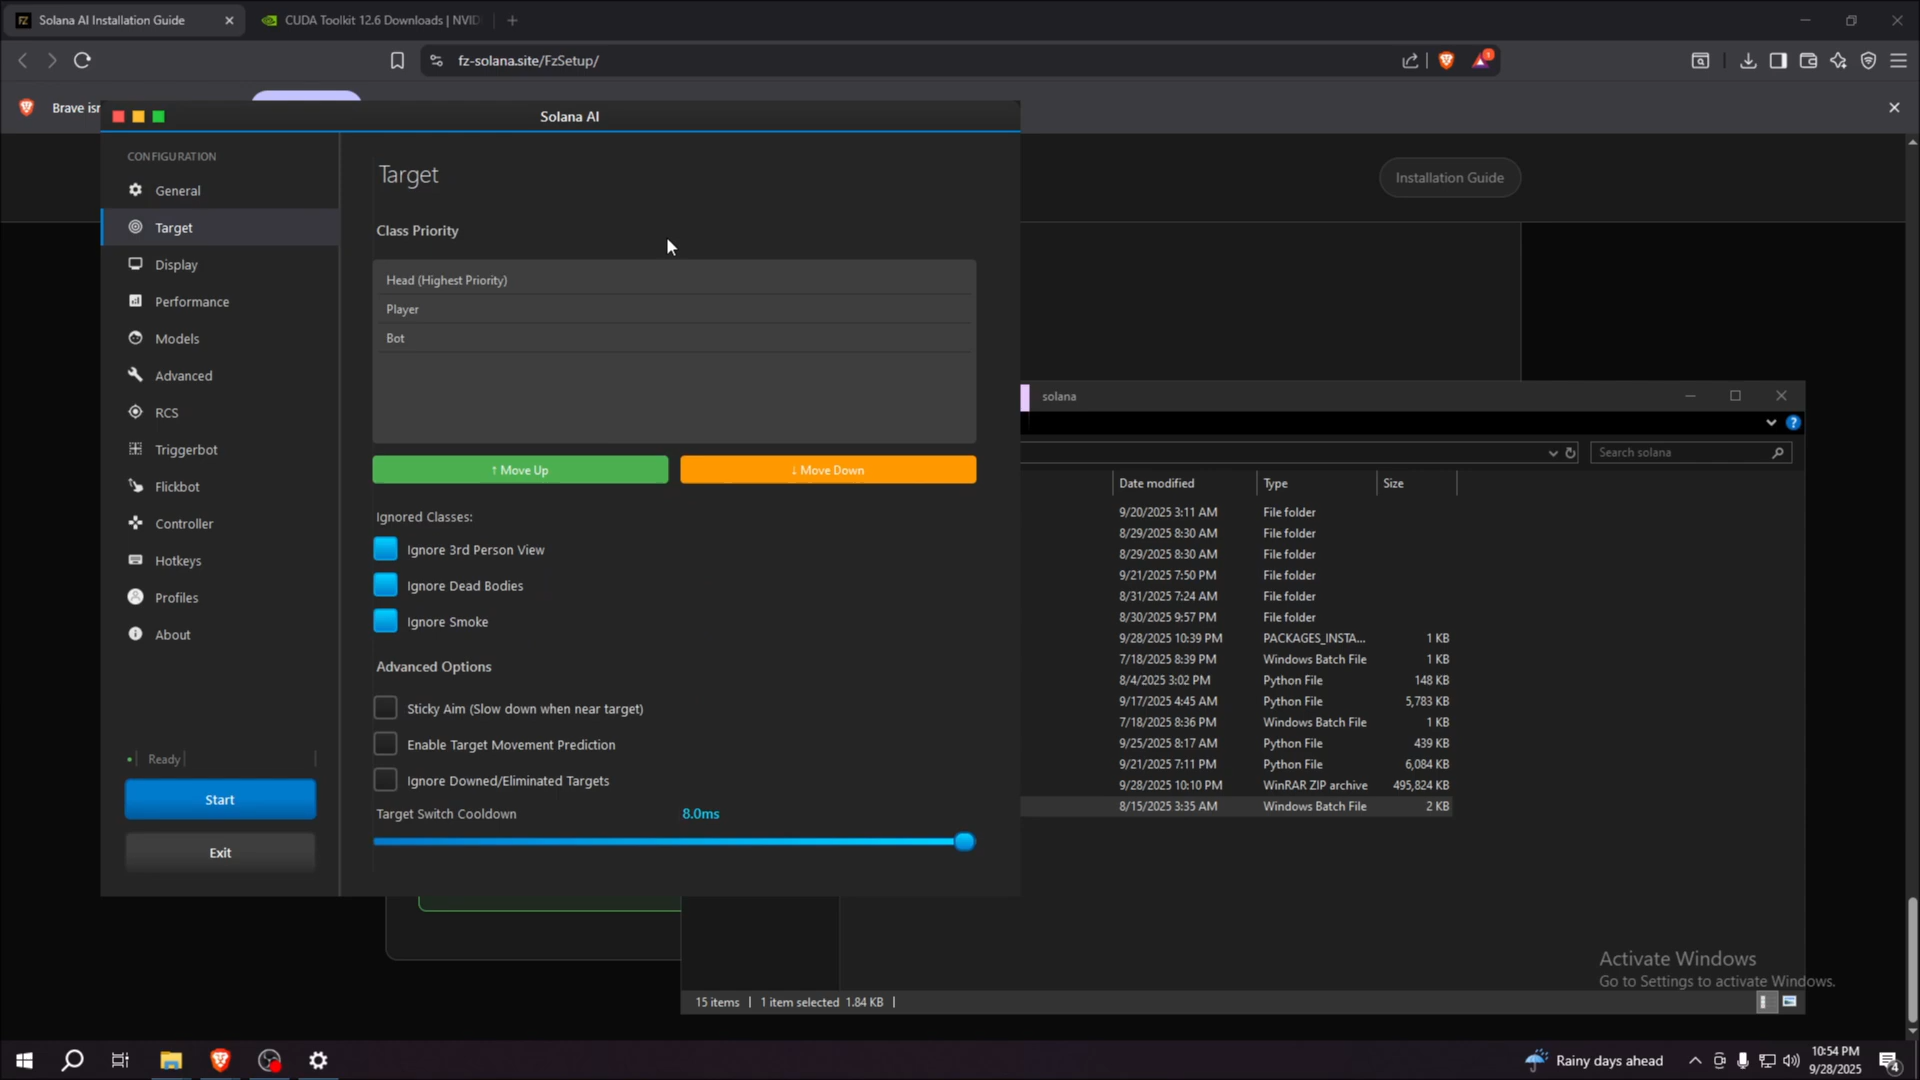 Solana AI Installation Guide
CUDA Toolkit 12.6 Downloads | NVID
fz-solana.site/FzSetup/
Brave isn
Solana AI
Installation Guide
CONFIGURATION
General
Target
Display
Performance
Models
Advanced
RCS
Triggerbot
Flickbot
Controller
Hotkeys
Profiles
About
Ready
Start
Exit
Target
Class Priority
Head (Highest Priority)
Player
Bot
↑ Move Up
↓ Move Down
Ignored Classes:
Ignore 3rd Person View
Ignore Dead Bodies
Ignore Smoke
Advanced Options
Sticky Aim (Slow down when near target)
Enable Target Movement Prediction
Ignore Downed/Eliminated Targets
Target Switch Cooldown 8.0ms
solana
Search solana
Date modified Type Size
9/20/2025 3:11 AM File folder
8/29/2025 8:30 AM File folder
8/29/2025 8:30 AM File folder
9/21/2025 7:50 PM File folder
8/31/2025 7:24 AM File folder
8/30/2025 9:57 PM File folder
9/28/2025 10:39 PM PACKAGES_INSTA... 1 KB
7/18/2025 8:39 PM Windows Batch File 1 KB
8/4/2025 3:02 PM Python File 148 KB
9/17/2025 4:45 AM Python File 5,783 KB
7/18/2025 8:36 PM Windows Batch File 1 KB
9/25/2025 8:17 AM Python File 439 KB
9/21/2025 7:11 PM Python File 6,084 KB
9/28/2025 10:10 PM WinRAR ZIP archive 495,824 KB
8/15/2025 3:35 AM Windows Batch File 2 KB
Activate Windows
Go to Settings to activate Windows.
15 items 1 item selected 1.84 KB
Rainy days ahead
10:54 PM
9/28/2025
4